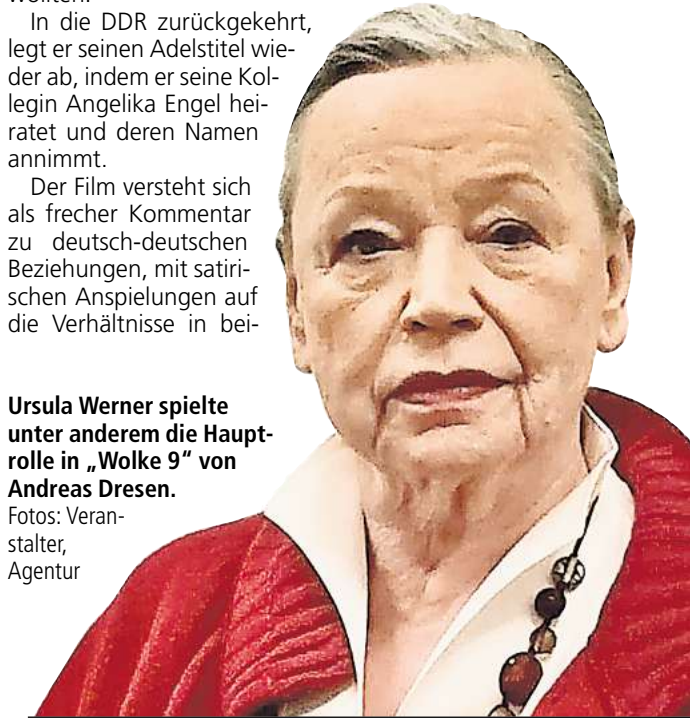 wollten.
In die DDR zurückgekehrt,
legt er seinen Adelstitel wie-
der ab, indem er seine Kol-
legin Angelika Engel hei-
ratet und deren Namen
annimmt.
Der Film versteht sich
als frecher Kommentar
zu deutsch-deutschen
Beziehungen, mit satiri-
schen Anspielungen auf
die Verhältnisse in bei-
Ursula Werner spielte
unter anderem die Haupt-
rolle in „Wolke 9“ von
Andreas Dresen.
Fotos: Veran-
stalter,
Agentur